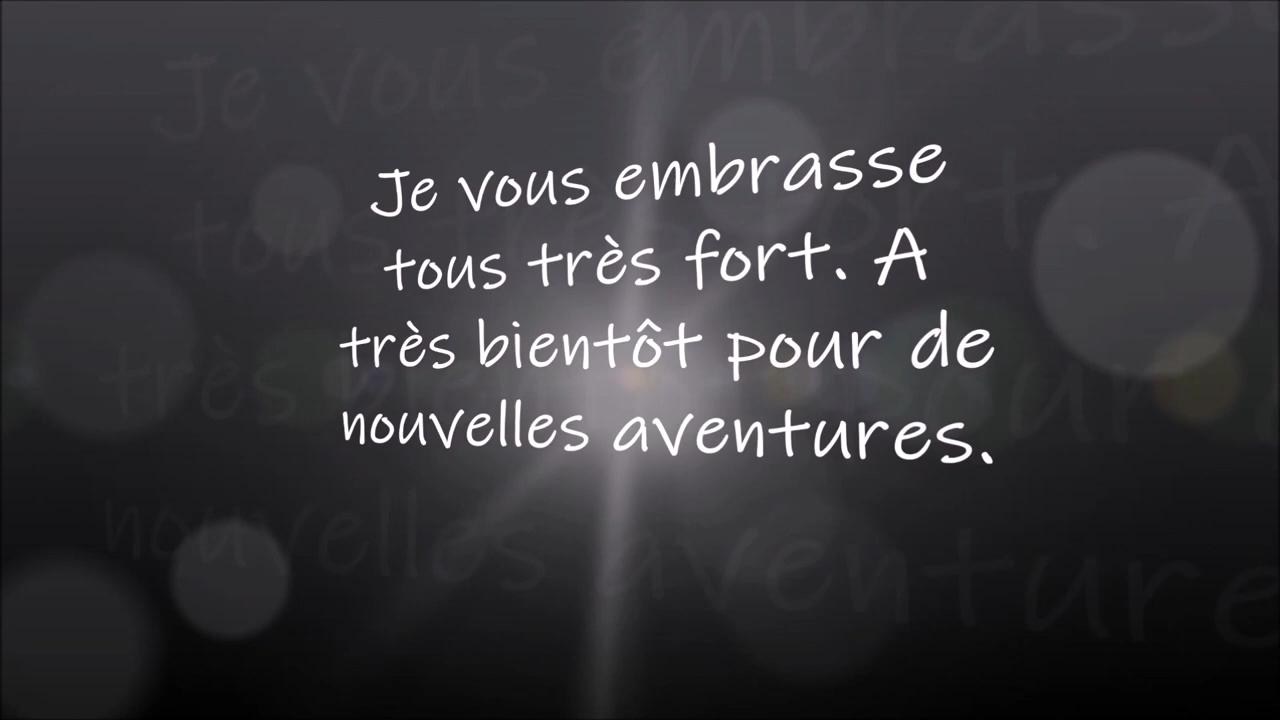 Je vous embrasse
tous très fort. A
très bientôt pour de
nouvelles aventures.